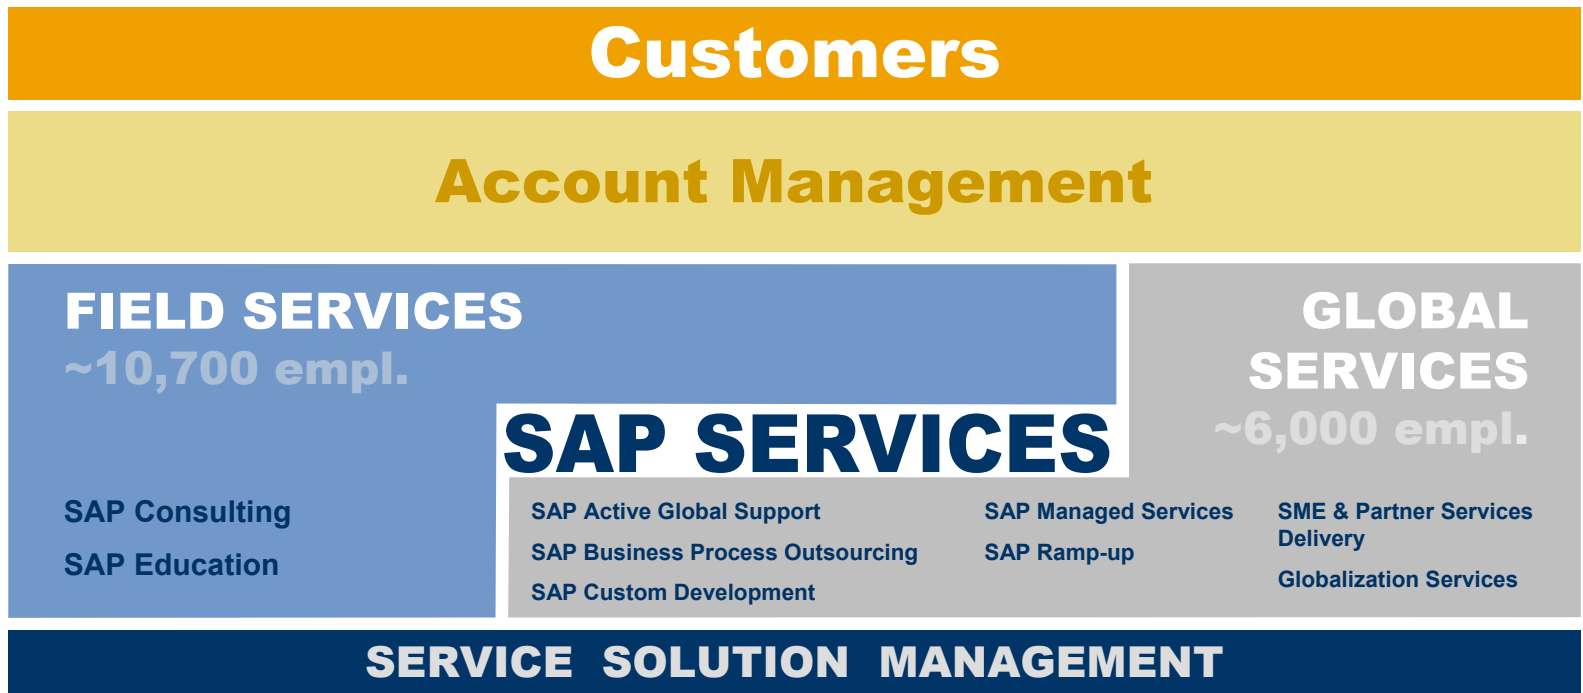 Customers
Account Management
FIELD SERVICES
~10,700 empl.
GLOBAL
SERVICES
~6,000 empl.
SAP SERVICES
SAP Consulting
SAP Education
SAP Active Global Support
SAP Business Process Outsourcing
SAP Custom Development
SAP Managed Services
SAP Ramp-up
SME & Partner Services
Delivery
Globalization Services
SERVICE SOLUTION MANAGEMENT